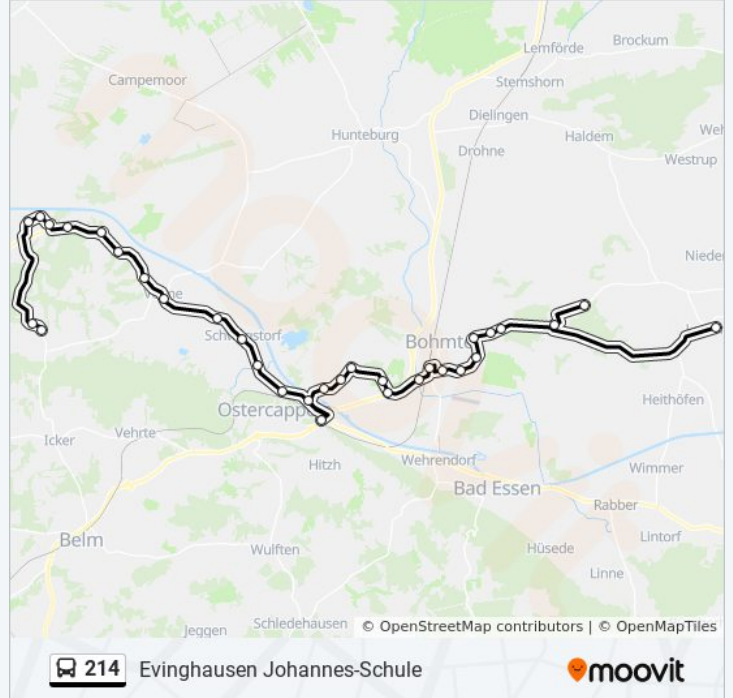 Lemförde
Brockum
Campemoor
Stemshorn
Dielingen
Hunteburg
Haldem
Drohne
Westrup
Bohmte
Ostercappeln
Heithöfen
Icker
Vehrte
Hitzh
Wehrendorf
Wimmer
Bad Essen
Rabber
Belm
Lintorf
Wulften
Hüsede
Linne
Schledehausen
Jeggen
© OpenStreetMap contributors | © OpenMapTiles
214 Evinghausen Johannes-Schule
moovit